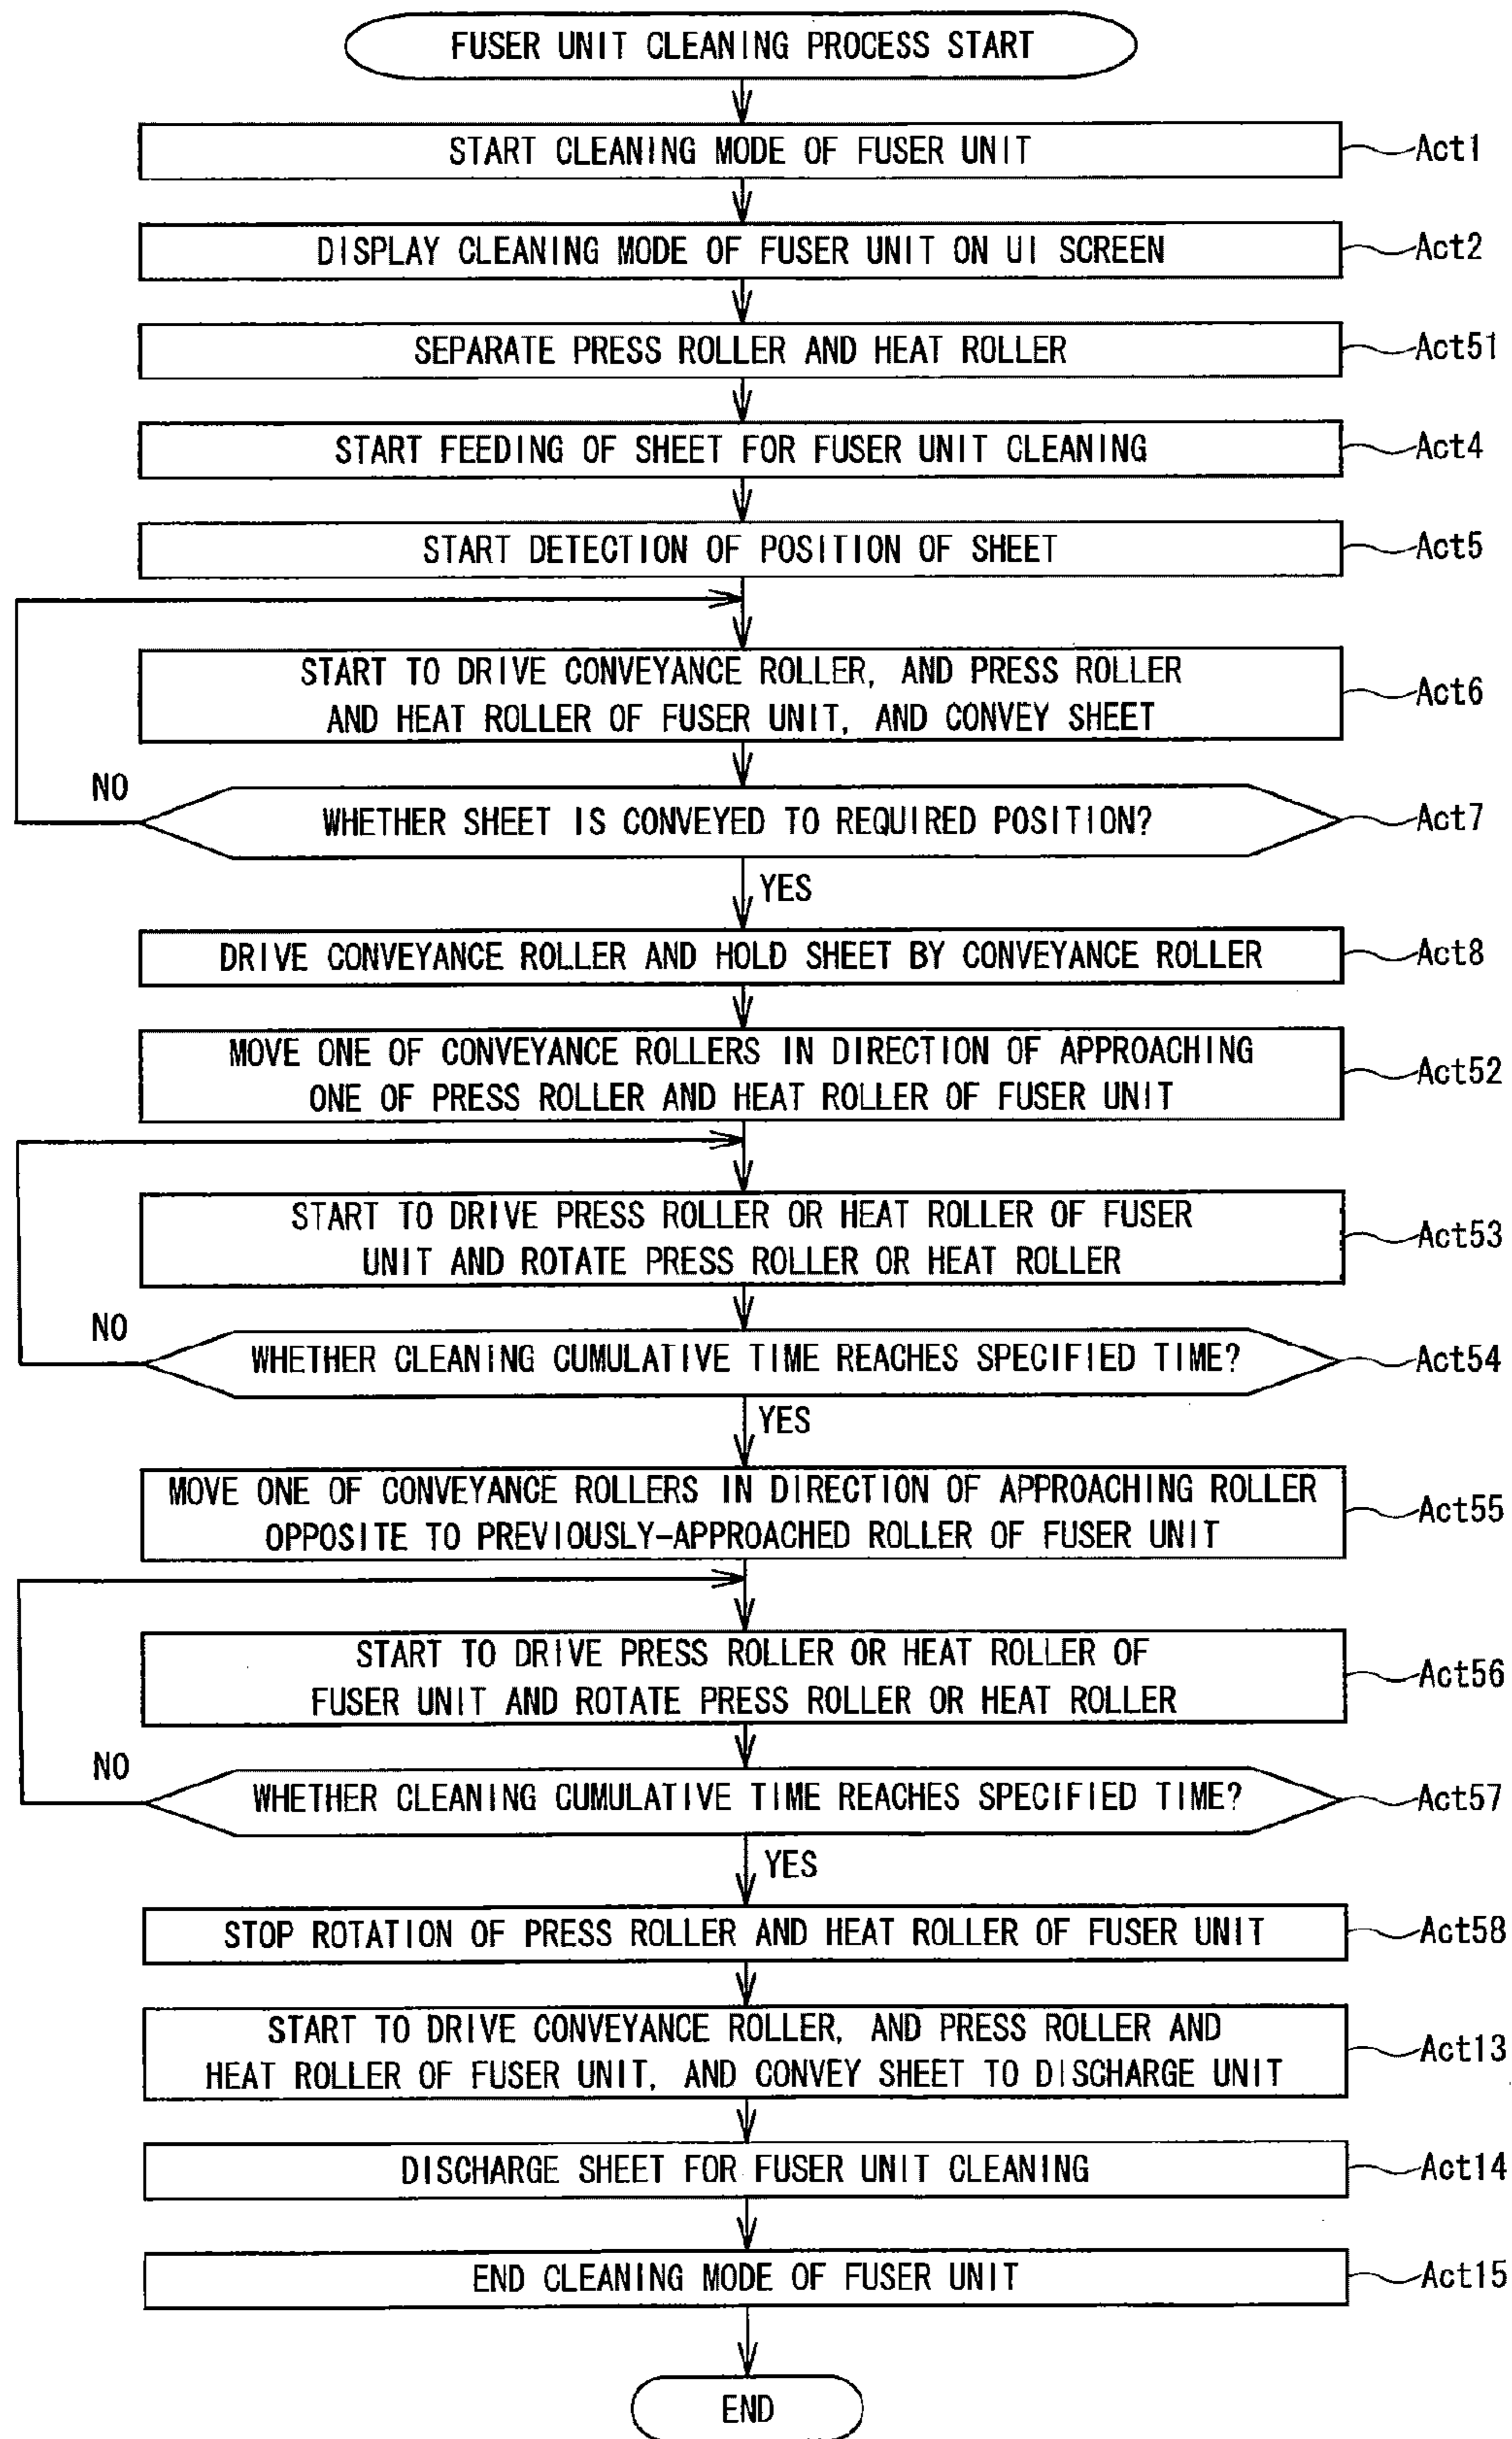 FUSER UNIT CLEANING PROCESS START
START CLEANING MODE OF FUSER UNIT
Act1
DISPLAY CLEANING MODE OF FUSER UNIT ON UI SCREEN
Act2
SEPARATE PRESS ROLLER AND HEAT ROLLER
Act51
START FEEDING OF SHEET FOR FUSER UNIT CLEANING
Act4
START DETECTION OF POSITION OF SHEET
Act5
START TO DRIVE CONVEYANCE ROLLER, AND PRESS ROLLER
AND HEAT ROLLER OF FUSER UNIT, AND CONVEY SHEET
Act6
NO
WHETHER SHEET IS CONVEYED TO REQUIRED POSITION?
Act7
YES
DRIVE CONVEYANCE ROLLER AND HOLD SHEET BY CONVEYANCE ROLLER
Act8
MOVE ONE OF CONVEYANCE ROLLERS IN DIRECTION OF APPROACHING
ONE OF PRESS ROLLER AND HEAT ROLLER OF FUSER UNIT
Act52
START TO DRIVE PRESS ROLLER OR HEAT ROLLER OF FUSER
UNIT AND ROTATE PRESS ROLLER OR HEAT ROLLER
Act53
NO
WHETHER CLEANING CUMULATIVE TIME REACHES SPECIFIED TIME?
Act54
YES
MOVE ONE OF CONVEYANCE ROLLERS IN DIRECTION OF APPROACHING ROLLER
OPPOSITE TO PREVIOUSLY-APPROACHED ROLLER OF FUSER UNIT
Act55
START TO DRIVE PRESS ROLLER OR HEAT ROLLER OF
FUSER UNIT AND ROTATE PRESS ROLLER OR HEAT ROLLER
Act56
NO
WHETHER CLEANING CUMULATIVE TIME REACHES SPECIFIED TIME?
Act57
YES
STOP ROTATION OF PRESS ROLLER AND HEAT ROLLER OF FUSER UNIT
Act58
START TO DRIVE CONVEYANCE ROLLER, AND PRESS ROLLER AND
HEAT ROLLER OF FUSER UNIT, AND CONVEY SHEET TO DISCHARGE UNIT
Act13
DISCHARGE SHEET FOR FUSER UNIT CLEANING
Act14
END CLEANING MODE OF FUSER UNIT
Act15
END